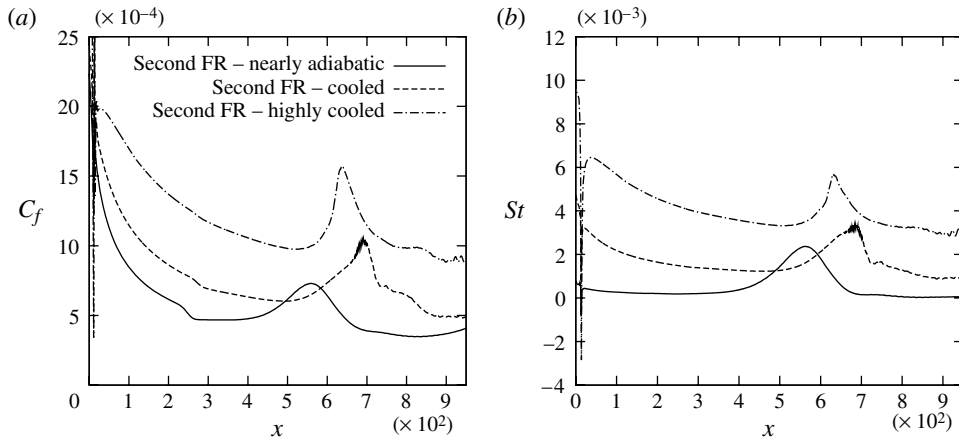 (a)
(× 10⁻⁴)
25
20
15
10
5
0
C_f
Second FR – nearly adiabatic
Second FR – cooled
Second FR – highly cooled
1 2 3 4 5 6 7 8 9
x
(× 10²)
(b)
(× 10⁻³)
12
10
8
6
4
2
0
–2
–4
St
0 1 2 3 4 5 6 7 8 9
x
(× 10²)